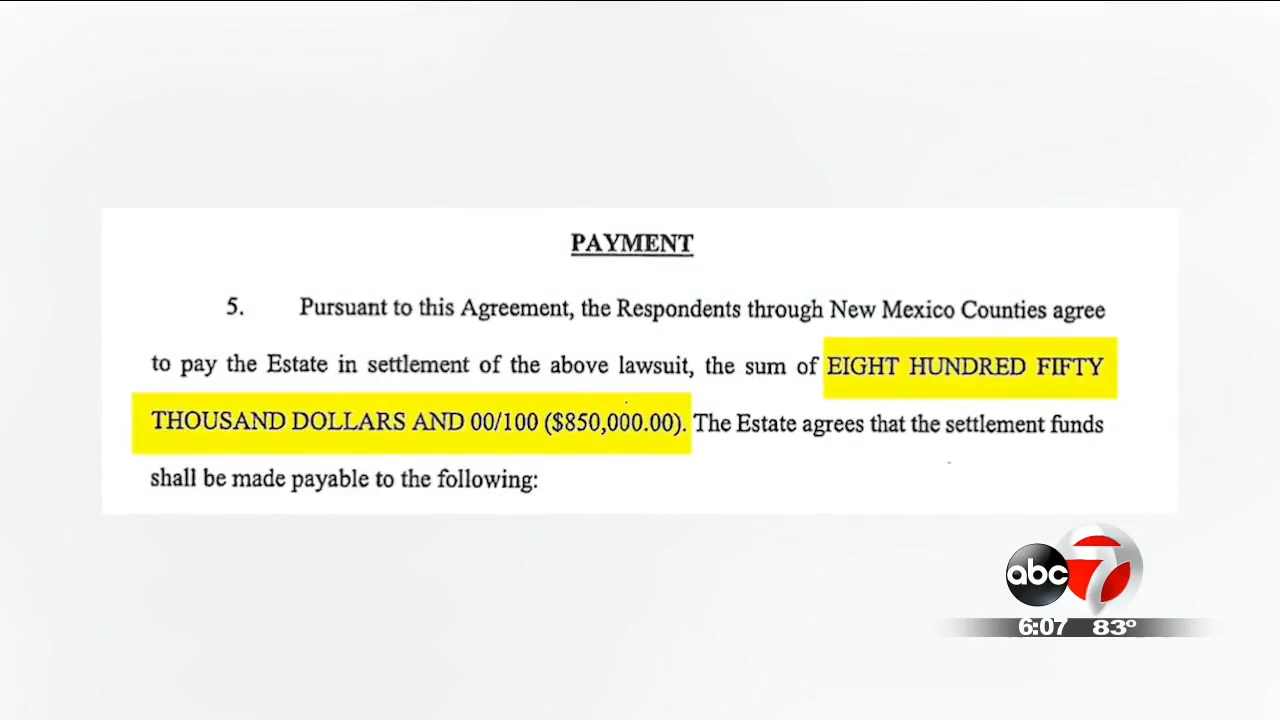 PAYMENT
5. Pursuant to this Agreement, the Respondents through New Mexico Counties agree
to pay the Estate in settlement of the above lawsuit, the sum of EIGHT HUNDRED FIFTY
THOUSAND DOLLARS AND 00/100 ($850,000.00). The Estate agrees that the settlement funds
shall be made payable to the following:
abc 7
6:07 83°